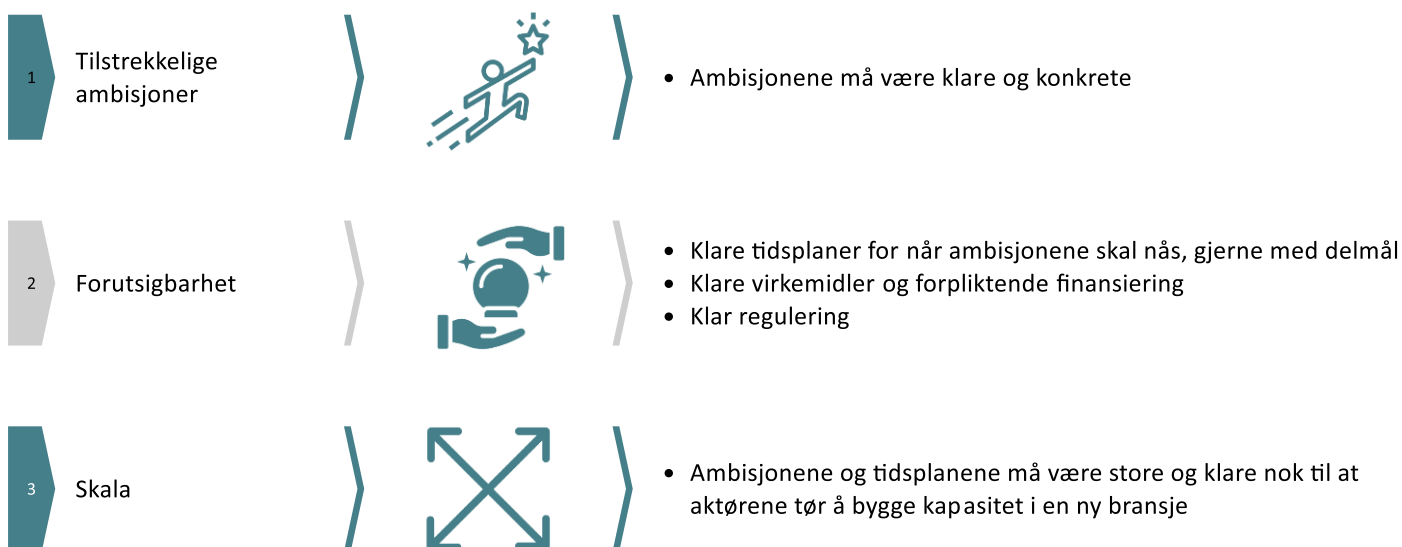 1
Tilstrekkelige
ambisjoner
• Ambisjonene må være klare og konkrete
2
Forutsigbarhet
• Klare tidsplaner for når ambisjonene skal nås, gjerne med delmål
• Klare virkemidler og forpliktende finansiering
• Klar regulering
3
Skala
• Ambisjonene og tidsplanene må være store og klare nok til at
aktørene tør å bygge kapasitet i en ny bransje